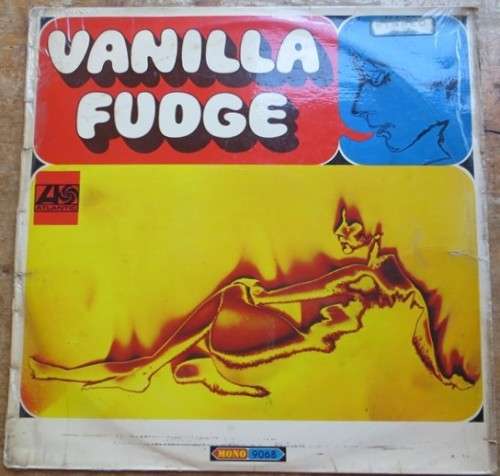 VANILLA
FUDGE
ATLANTIC
MONO 9068